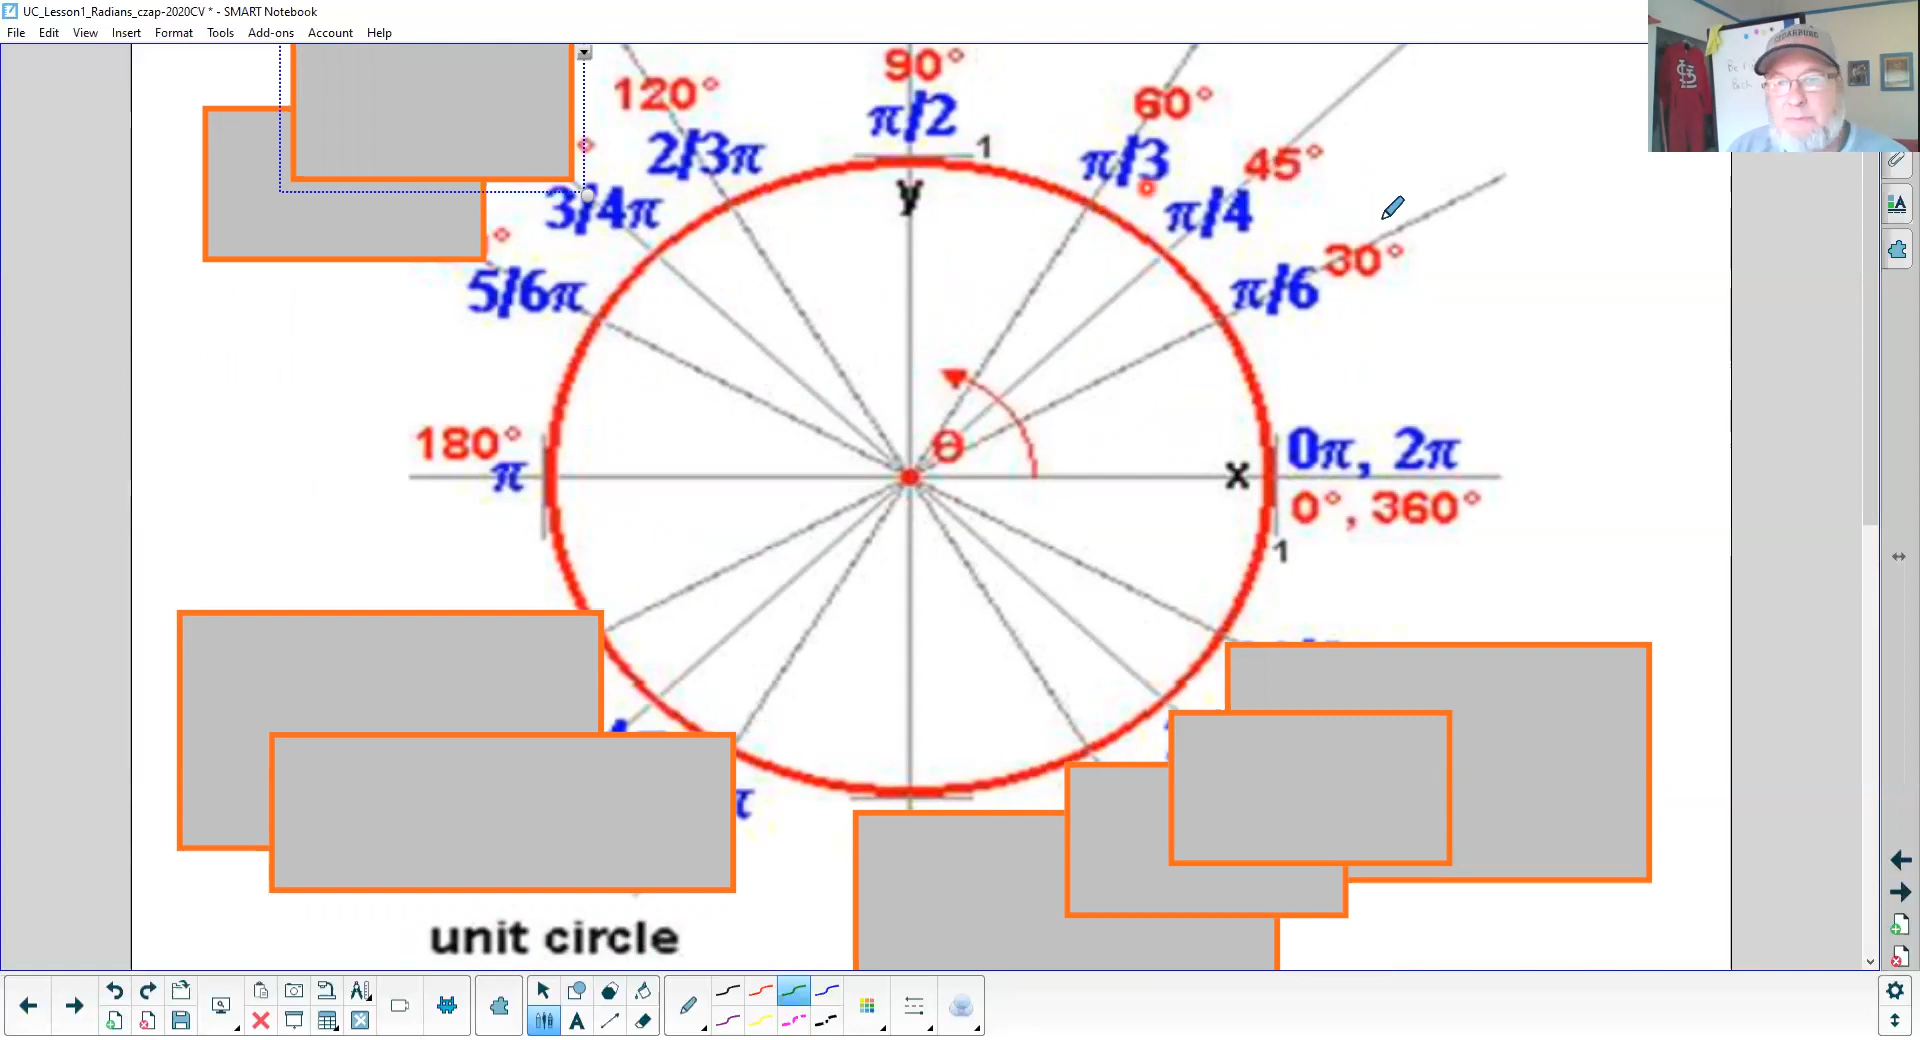 UC_Lesson1_Radians_czap-2020CV * - SMART Notebook
File Edit View Insert Format Tools Add-ons Account Help
CEDARBURG
90°
120° 60°
π/2
2/3π 1 π/3 45°
y
3/4π π/4
30°
5/6π π/6
θ
180° 0π, 2π
π x
0°, 360°
1
π
unit circle
A